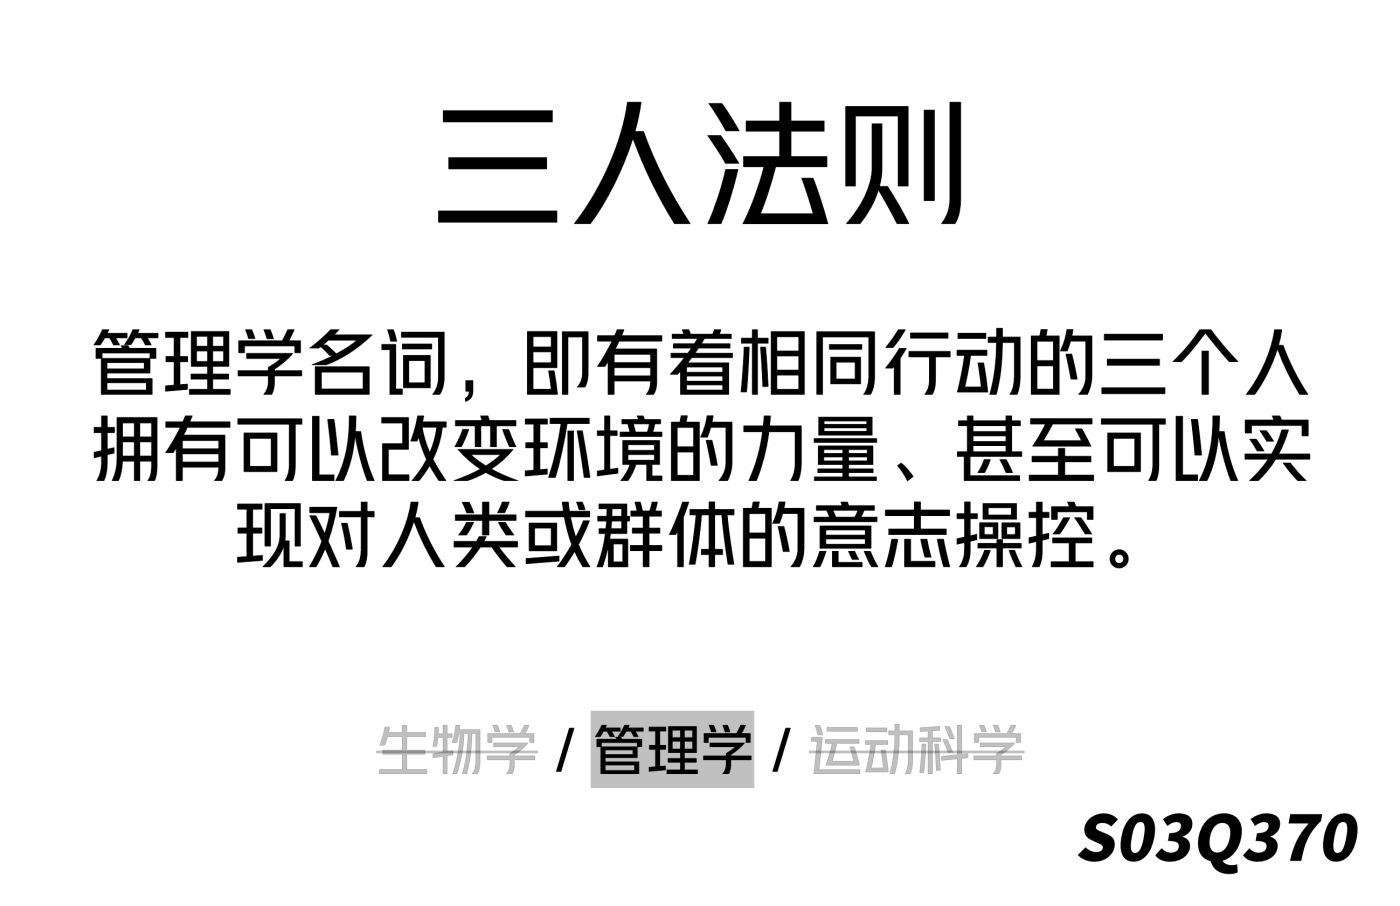 三人法则
管理学名词，即有着相同行动的三个人
拥有可以改变环境的力量、甚至可以实
现对人类或群体的意志操控。
生物学 / 管理学 / 运动科学
S03Q370